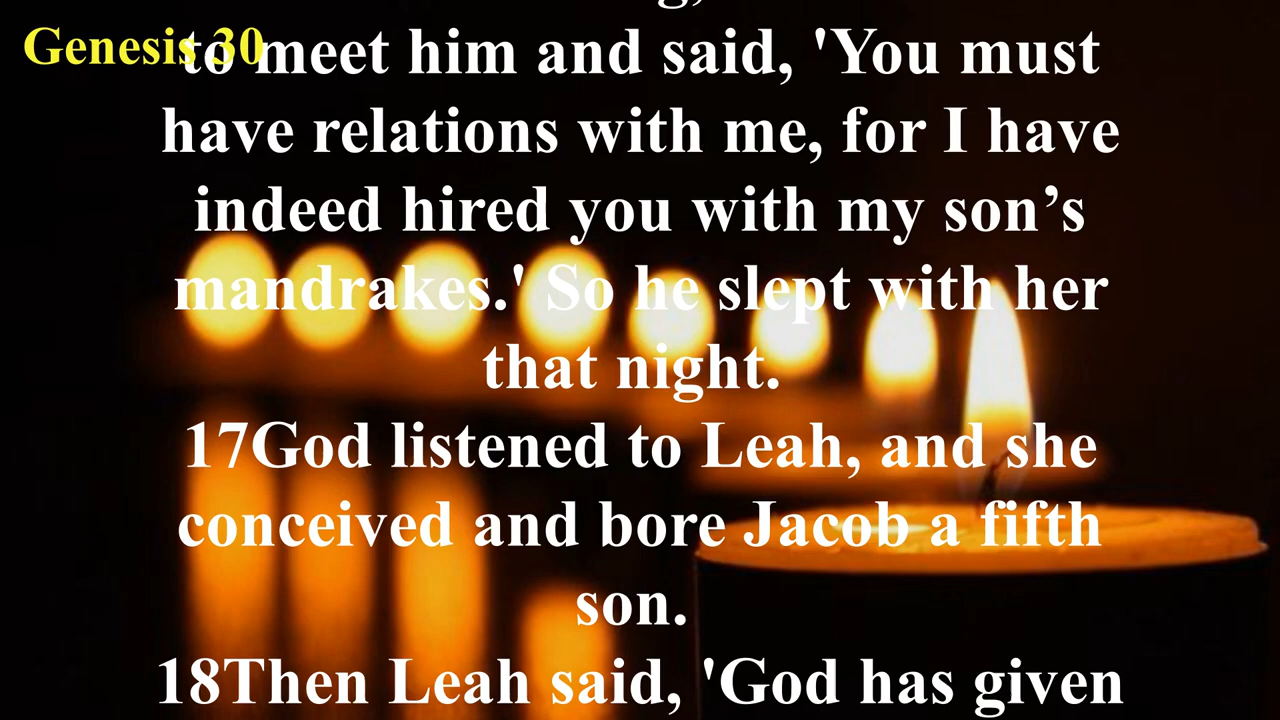 Genesis 30
to meet him and said, 'You must
have relations with me, for I have
indeed hired you with my son’s
mandrakes.' So he slept with her
that night.
17God listened to Leah, and she
conceived and bore Jacob a fifth
son.
18Then Leah said, 'God has given